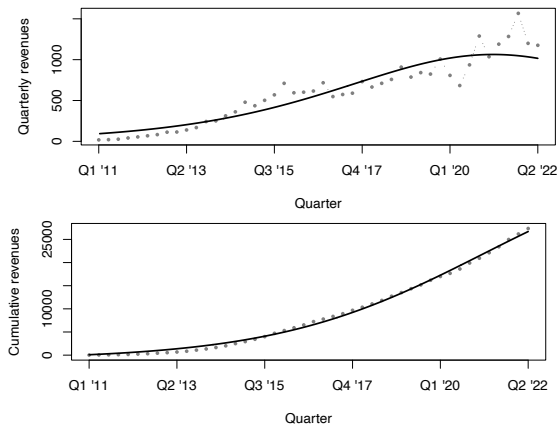 Quarterly revenues
1000
500
0
Q1 '11 Q2 '13 Q3 '15 Q4 '17 Q1 '20 Q2 '22
Quarter
Cumulative revenues
25000
10000
0
Q1 '11 Q2 '13 Q3 '15 Q4 '17 Q1 '20 Q2 '22
Quarter